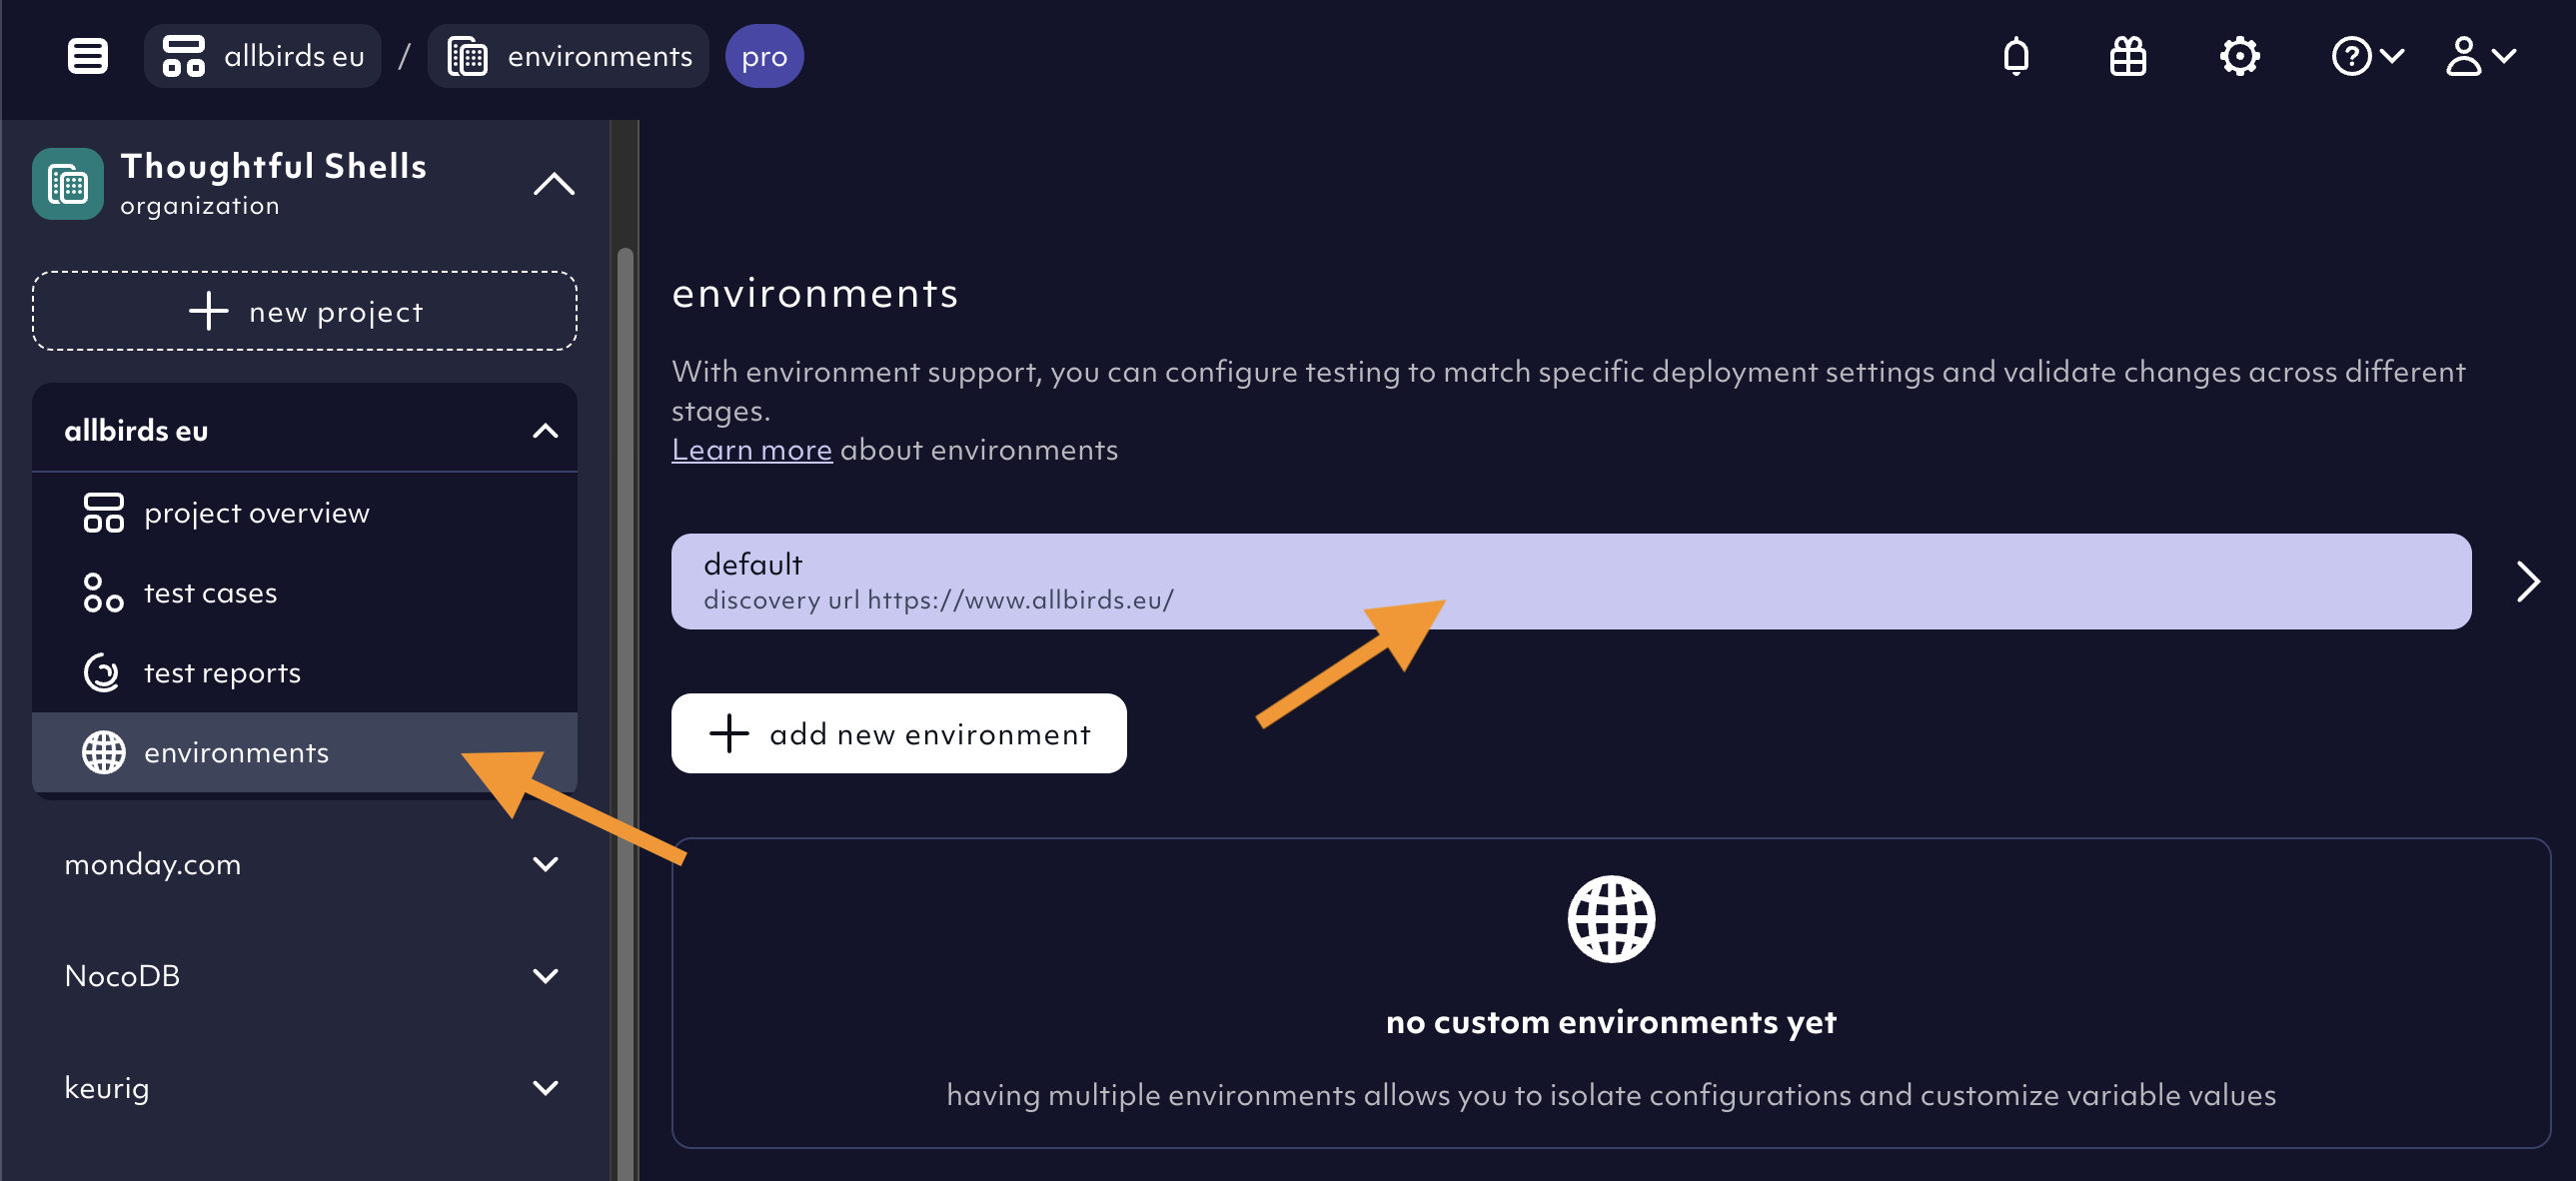 allbirds eu / environments pro
Thoughtful Shells
organization
new project
allbirds eu
project overview
test cases
test reports
environments
monday.com
NocoDB
keurig
environments
With environment support, you can configure testing to match specific deployment settings and validate changes across different
stages.
Learn more about environments
default
discovery url https://www.allbirds.eu/
add new environment
no custom environments yet
having multiple environments allows you to isolate configurations and customize variable values